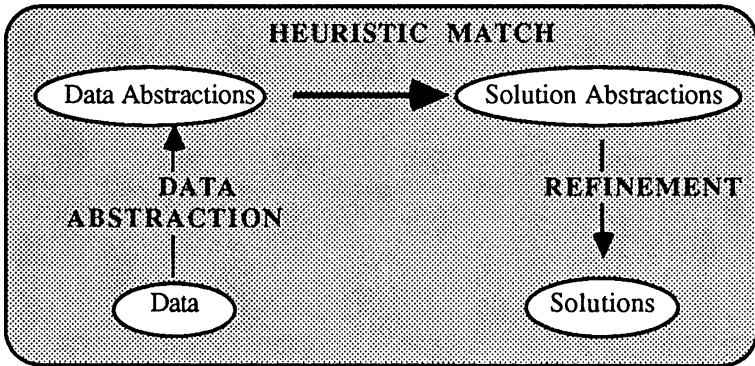 HEURISTIC MATCH
Data Abstractions
Solution Abstractions
DATA
ABSTRACTION
REFINEMENT
Data
Solutions